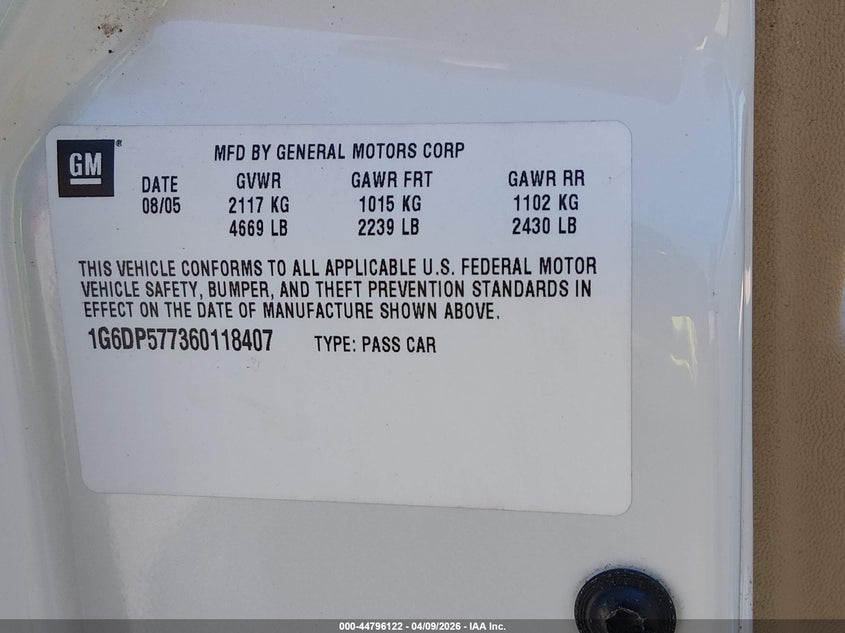 GM®
MFD BY GENERAL MOTORS CORP
DATE GVWR GAWR FRT GAWR RR
08/05 2117 KG 1015 KG 1102 KG
4669 LB 2239 LB 2430 LB
THIS VEHICLE CONFORMS TO ALL APPLICABLE U.S. FEDERAL MOTOR
VEHICLE SAFETY, BUMPER, AND THEFT PREVENTION STANDARDS IN
EFFECT ON THE DATE OF MANUFACTURE SHOWN ABOVE.
1G6DP577360118407 TYPE: PASS CAR
000-44796122 - 04/09/2026 - IAA Inc.